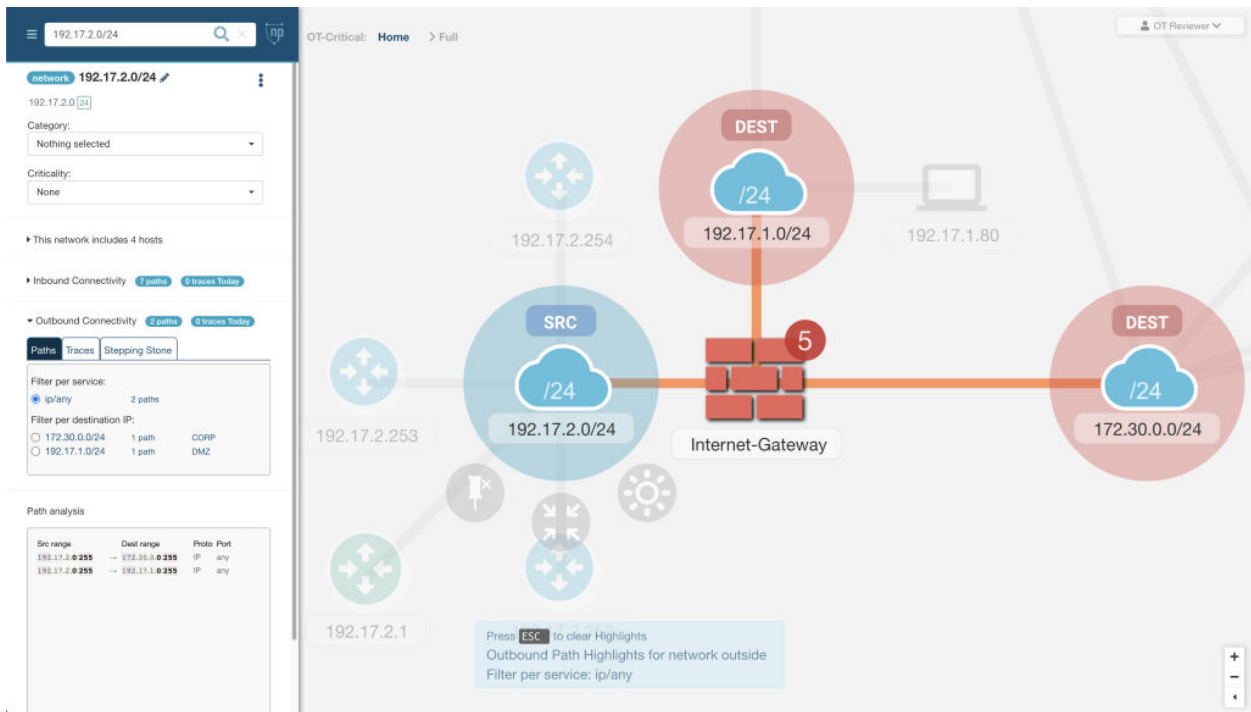 192.17.2.0/24
np
OT-Critical: Home > Full
OT Reviewer
network 192.17.2.0/24
192.17.2.0 24
Category:
Nothing selected
Criticality:
None
This network includes 4 hosts
Inbound Connectivity 7 paths 0 traces Today
Outbound Connectivity 2 paths 0 traces Today
Paths Traces Stepping Stone
Filter per service:
ip/any 2 paths
Filter per destination IP:
172.30.0.0/24 1 path CORP
192.17.1.0/24 1 path DMZ
Path analysis
Src range Dest range Proto Port
192.17.2.0:255 → 172.30.0.0:255 IP any
192.17.2.0:255 → 192.17.1.0:255 IP any
DEST
/24
192.17.1.0/24
192.17.2.254
192.17.1.80
SRC
/24
192.17.2.0/24
5
Internet-Gateway
DEST
/24
172.30.0.0/24
192.17.2.253
192.17.2.1
Press ESC to clear Highlights
Outbound Path Highlights for network outside
Filter per service: ip/any
+
−